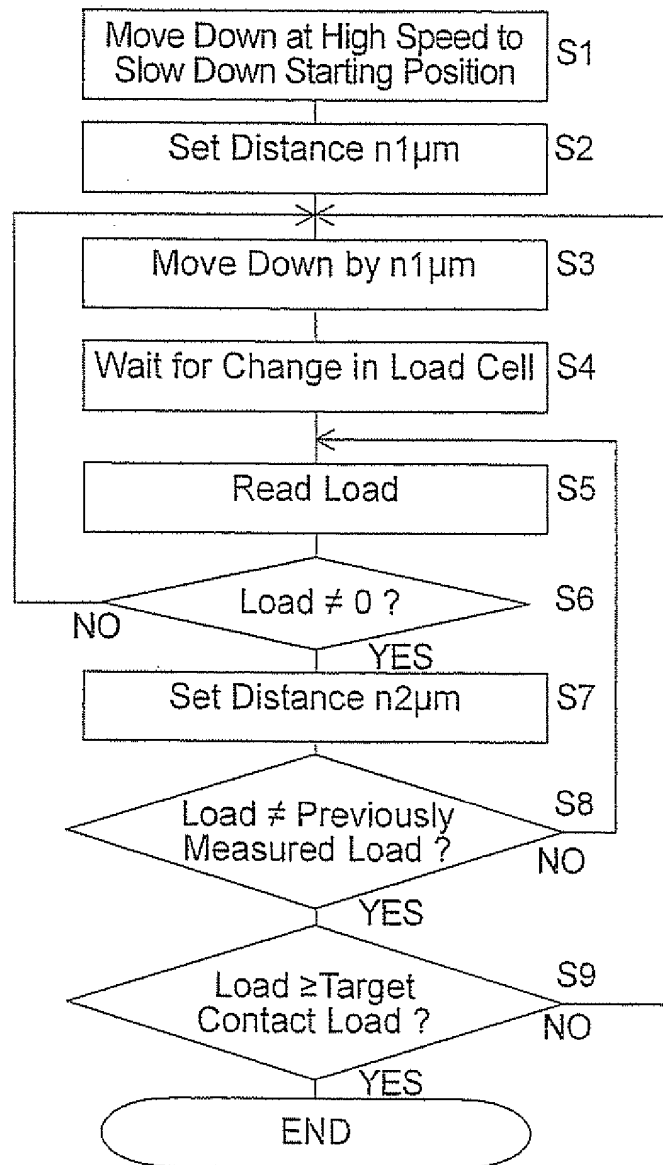 Move Down at High Speed to
Slow Down Starting Position
S1
Set Distance n1µm
S2
Move Down by n1µm
S3
Wait for Change in Load Cell
S4
Read Load
S5
Load ≠ 0 ?
S6
NO
YES
Set Distance n2µm
S7
Load ≠ Previously
Measured Load ?
S8
NO
YES
Load ≥Target
Contact Load ?
S9
NO
YES
END